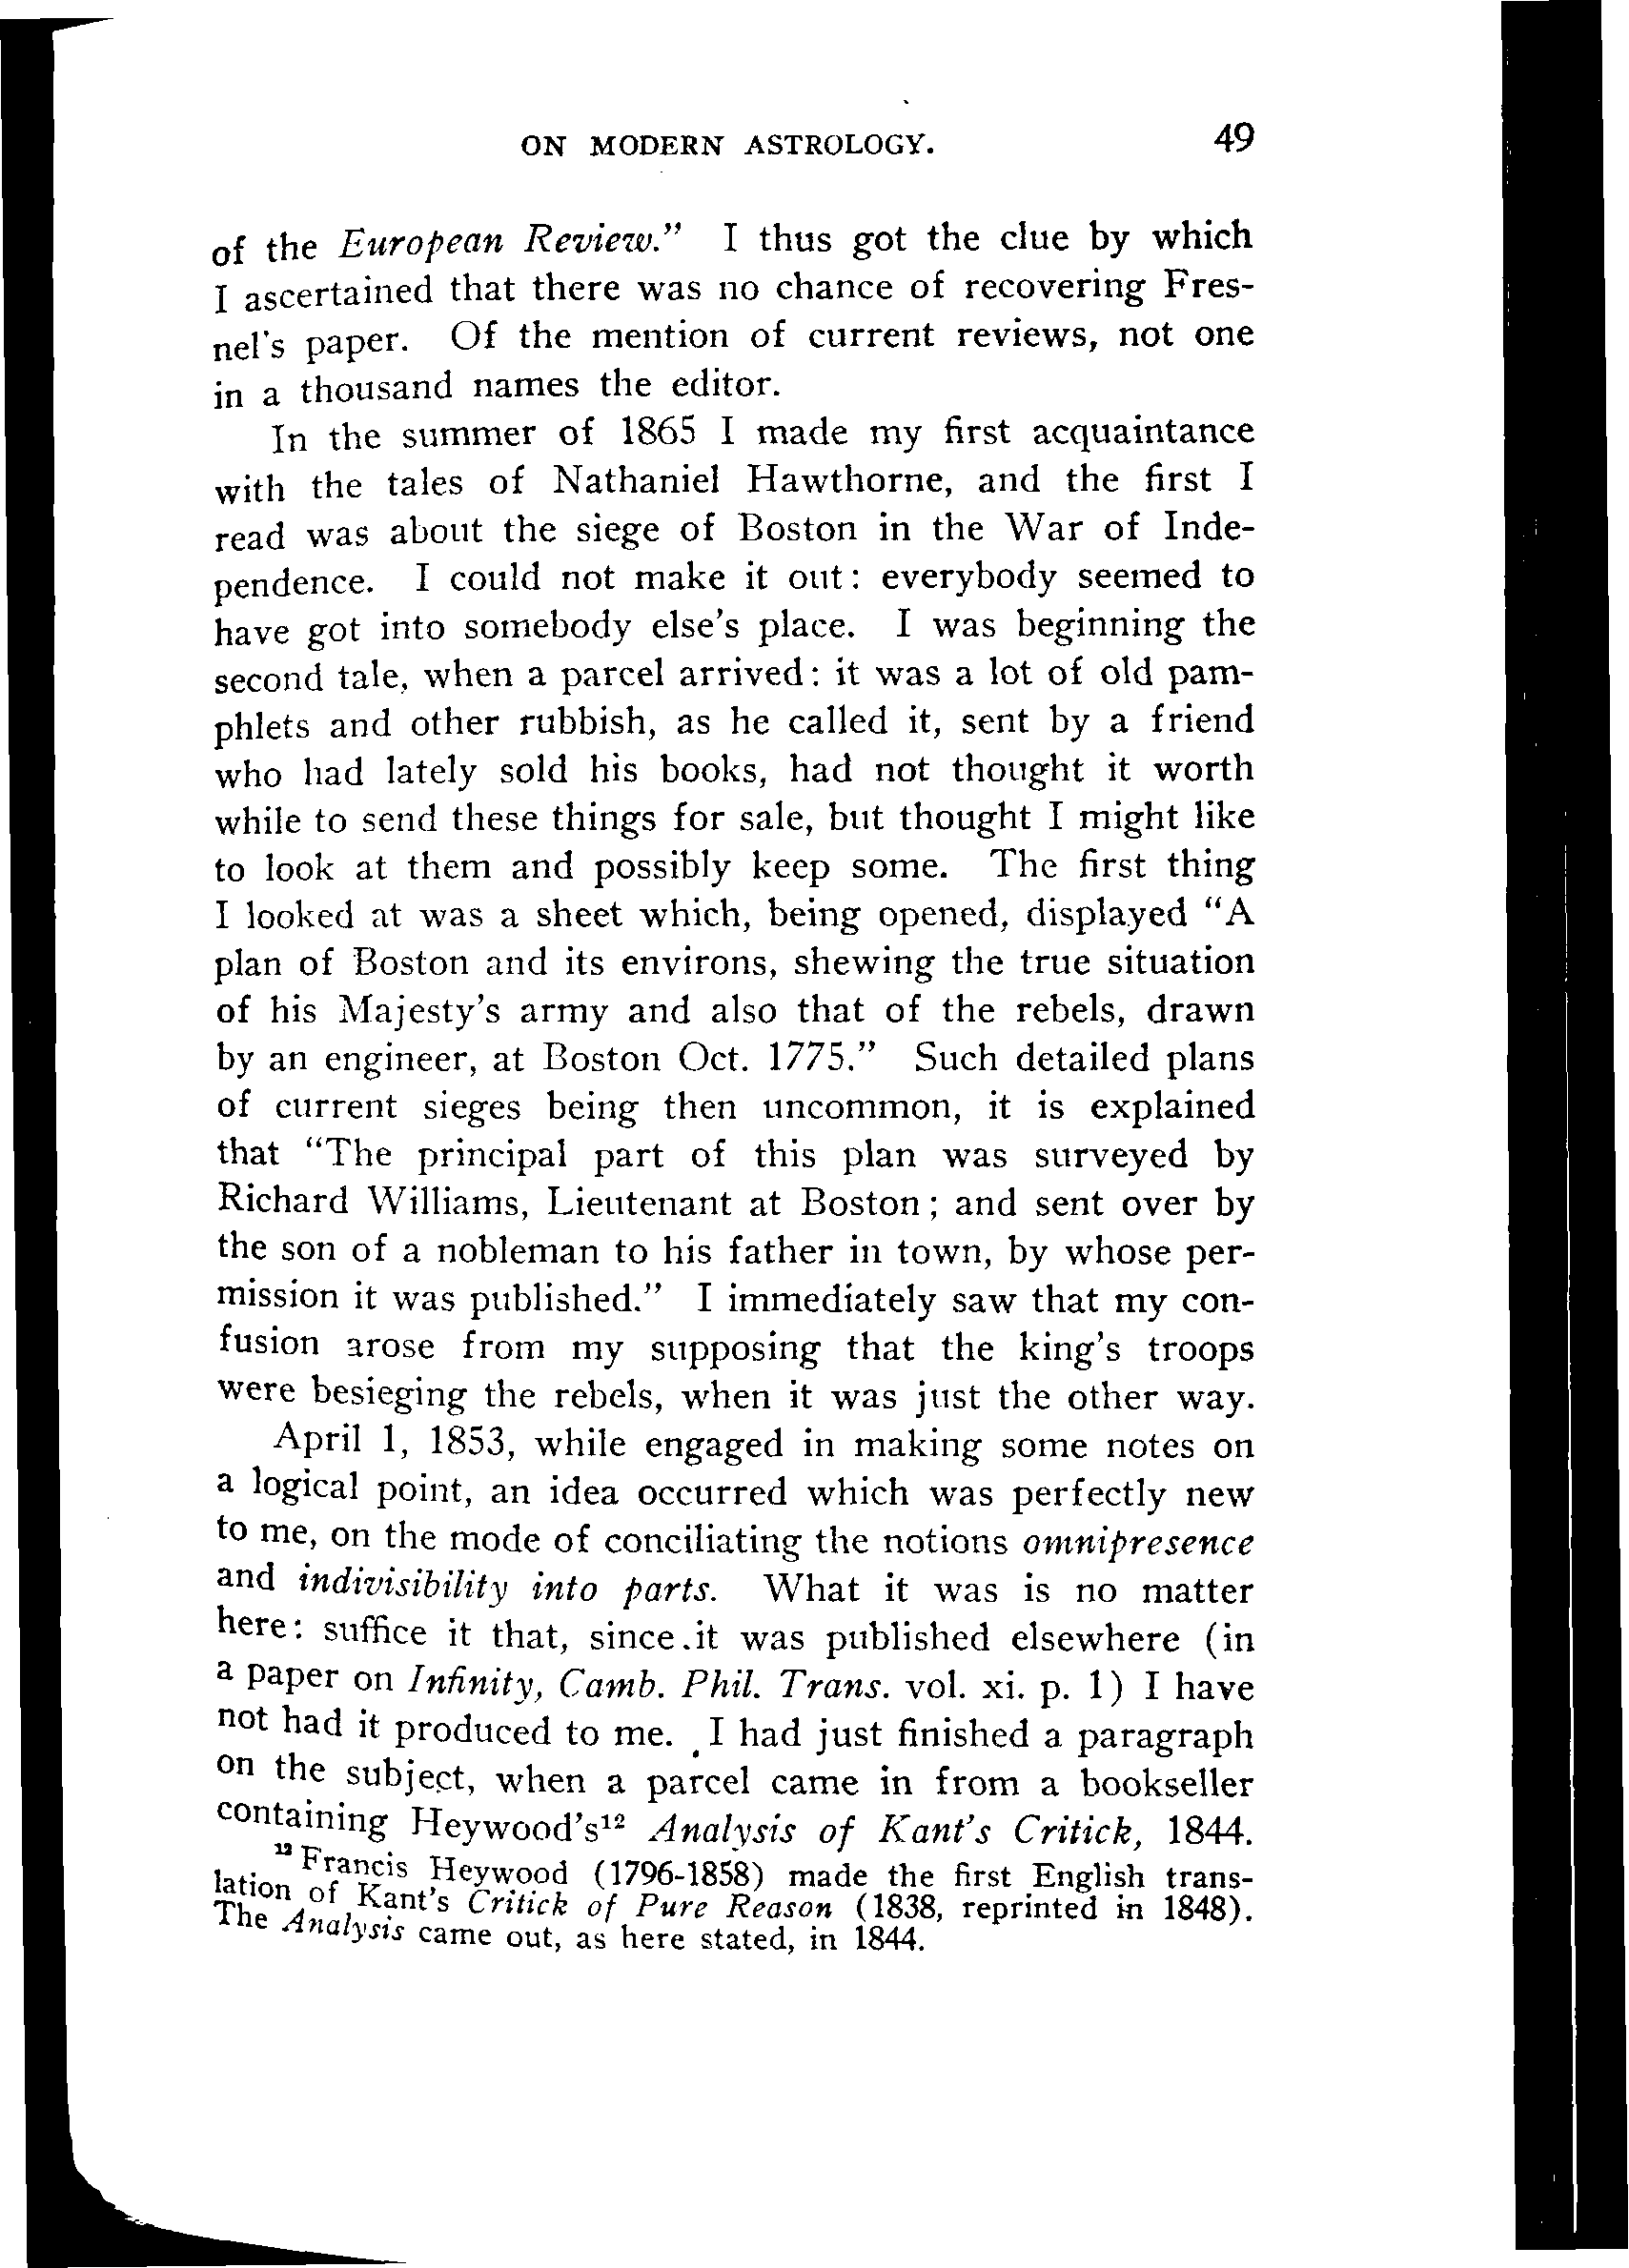 ON MODERN ASTROLOGY. 49
of the European Review." I thus got the clue by which
I ascertained that there was no chance of recovering Fres-
nel's paper. Of the mention of current reviews, not one
in a thousand names the editor.
In the summer of 1865 I made my first acquaintance
with the tales of Nathaniel Hawthorne, and the first I
read was about the siege of Boston in the War of Inde-
pendence. I could not make it out: everybody seemed to
have got into somebody else's place. I was beginning the
second tale, when a parcel arrived: it was a lot of old pam-
phlets and other rubbish, as he called it, sent by a friend
who had lately sold his books, had not thought it worth
while to send these things for sale, but thought I might like
to look at them and possibly keep some. The first thing
I looked at was a sheet which, being opened, displayed "A
plan of Boston and its environs, shewing the true situation
of his Majesty's army and also that of the rebels, drawn
by an engineer, at Boston Oct. 1775." Such detailed plans
of current sieges being then uncommon, it is explained
that "The principal part of this plan was surveyed by
Richard Williams, Lieutenant at Boston; and sent over by
the son of a nobleman to his father in town, by whose per-
mission it was published." I immediately saw that my con-
fusion arose from my supposing that the king's troops
were besieging the rebels, when it was just the other way.
April 1, 1853, while engaged in making some notes on
a logical point, an idea occurred which was perfectly new
to me, on the mode of conciliating the notions omnipresence
and indivisibility into parts. What it was is no matter
here: suffice it that, since it was published elsewhere (in
a paper on Infinity, Camb. Phil. Trans. vol. xi. p. 1) I have
not had it produced to me. I had just finished a paragraph
on the subject, when a parcel came in from a bookseller
containing Heywood's¹² Analysis of Kant's Critick, 1844.
¹² Francis Heywood (1796-1858) made the first English trans-
lation of Kant's Critick of Pure Reason (1838, reprinted in 1848).
The Analysis came out, as here stated, in 1844.